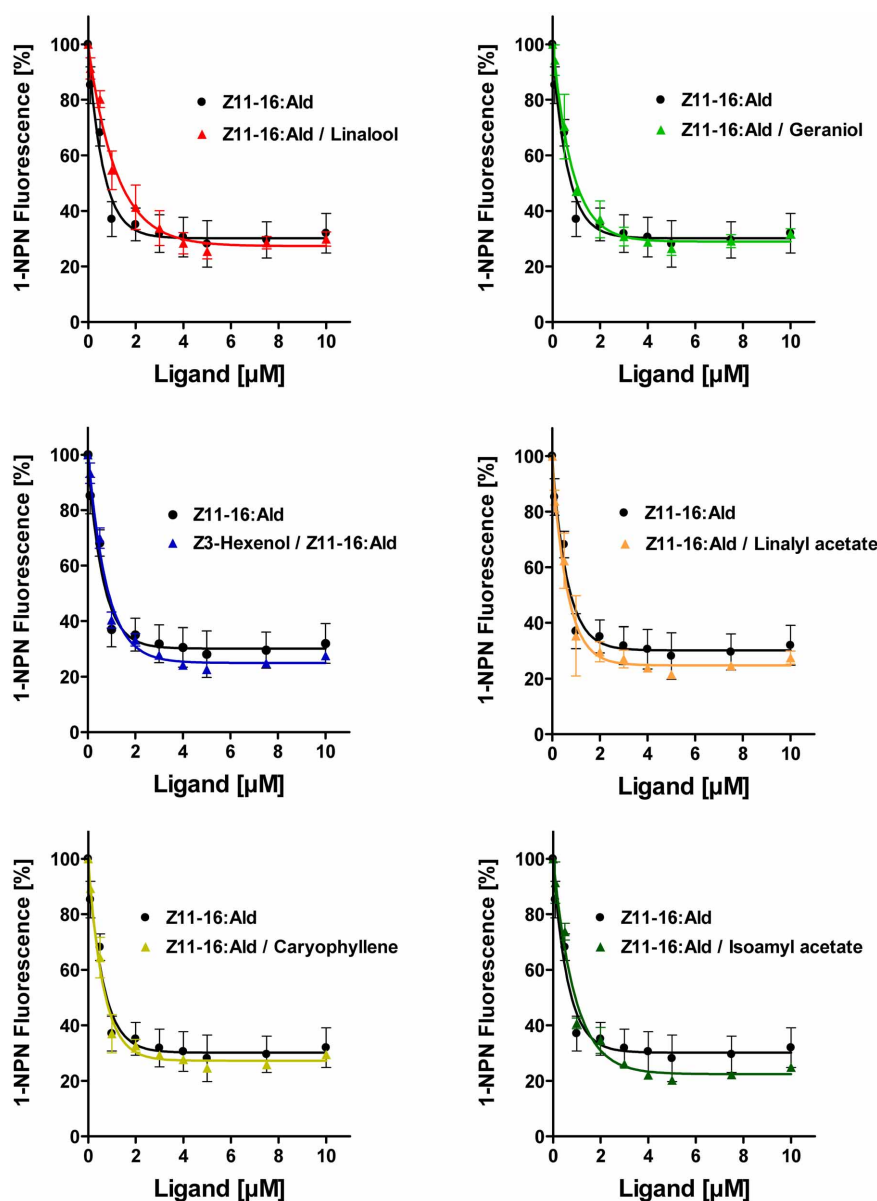 1-NPN Fluorescence [%]
100
80
60
40
20
0
Z11-16:Ald
Z11-16:Ald / Linalool
0 2 4 6 8 10
Ligand [µM]
1-NPN Fluorescence [%]
100
80
60
40
20
0
Z11-16:Ald
Z11-16:Ald / Geraniol
0 2 4 6 8 10
Ligand [µM]
1-NPN Fluorescence [%]
100
80
60
40
20
0
Z11-16:Ald
Z3-Hexenol / Z11-16:Ald
0 2 4 6 8 10
Ligand [µM]
1-NPN Fluorescence [%]
100
80
60
40
20
0
Z11-16:Ald
Z11-16:Ald / Linalyl acetate
0 2 4 6 8 10
Ligand [µM]
1-NPN Fluorescence [%]
100
80
60
40
20
0
Z11-16:Ald
Z11-16:Ald / Caryophyllene
0 2 4 6 8 10
Ligand [µM]
1-NPN Fluorescence [%]
100
80
60
40
20
0
Z11-16:Ald
Z11-16:Ald / Isoamyl acetate
0 2 4 6 8 10
Ligand [µM]